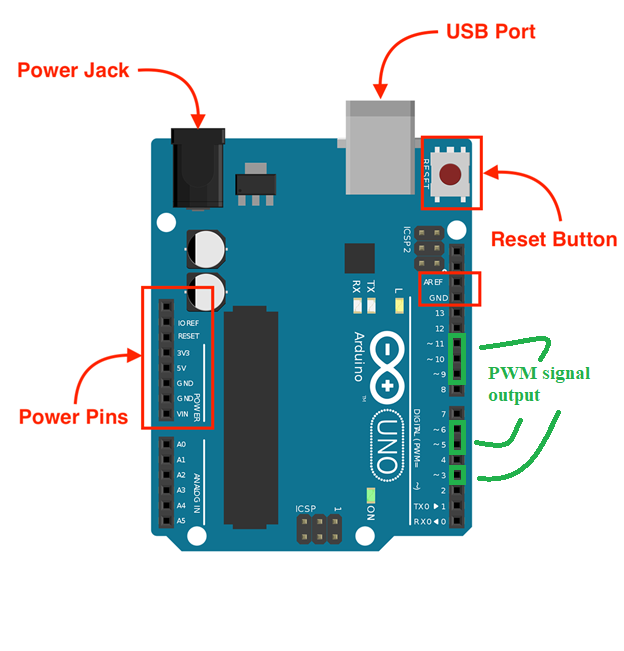 USB Port
Power Jack
RESET
Reset Button
ICSP2
AREF
GND
RX
TX
L
13
12
~11
~10
~9
8
PWM signal
output
IOREF
RESET
3V3
5V
GND
GND
VIN
POWER
Power Pins
Arduino
TM
UNO
DIGITAL (PWM= ~)
7
~6
~5
4
~3
2
TX0▶1
RX0◀0
A0
A1
A2
A3
A4
A5
ANALOG IN
ICSP
1
ON